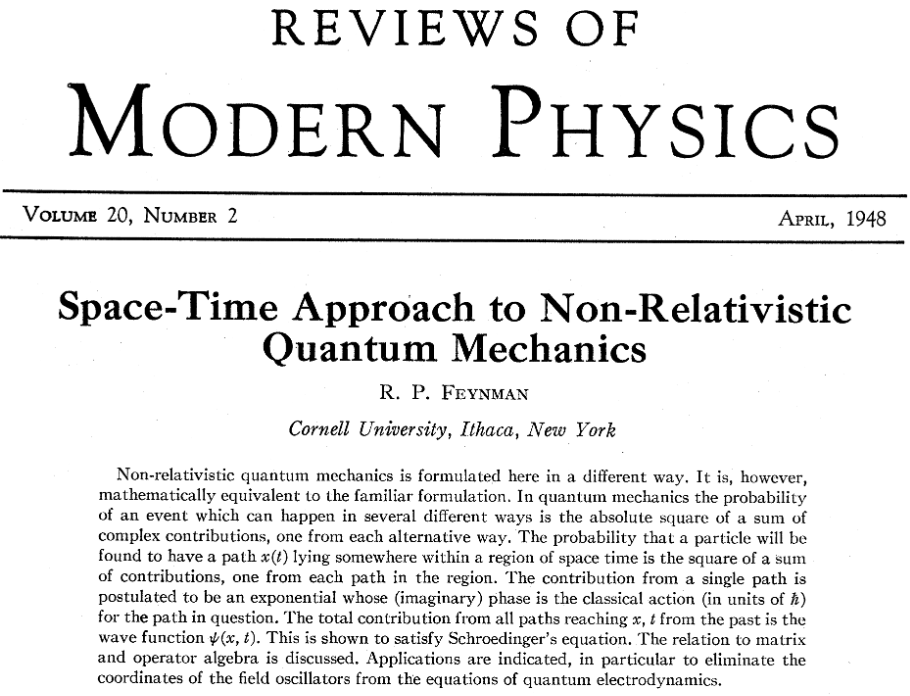 REVIEWS OF
MODERN PHYSICS
VOLUME 20, NUMBER 2 APRIL, 1948
Space-Time Approach to Non-Relativistic
Quantum Mechanics
R. P. FEYNMAN
Cornell University, Ithaca, New York
Non-relativistic quantum mechanics is formulated here in a different way. It is, however,
mathematically equivalent to the familiar formulation. In quantum mechanics the probability
of an event which can happen in several different ways is the absolute square of a sum of
complex contributions, one from each alternative way. The probability that a particle will be
found to have a path x(t) lying somewhere within a region of space time is the square of a sum
of contributions, one from each path in the region. The contribution from a single path is
postulated to be an exponential whose (imaginary) phase is the classical action (in units of ℏ)
for the path in question. The total contribution from all paths reaching x, t from the past is the
wave function ψ(x, t). This is shown to satisfy Schroedinger's equation. The relation to matrix
and operator algebra is discussed. Applications are indicated, in particular to eliminate the
coordinates of the field oscillators from the equations of quantum electrodynamics.